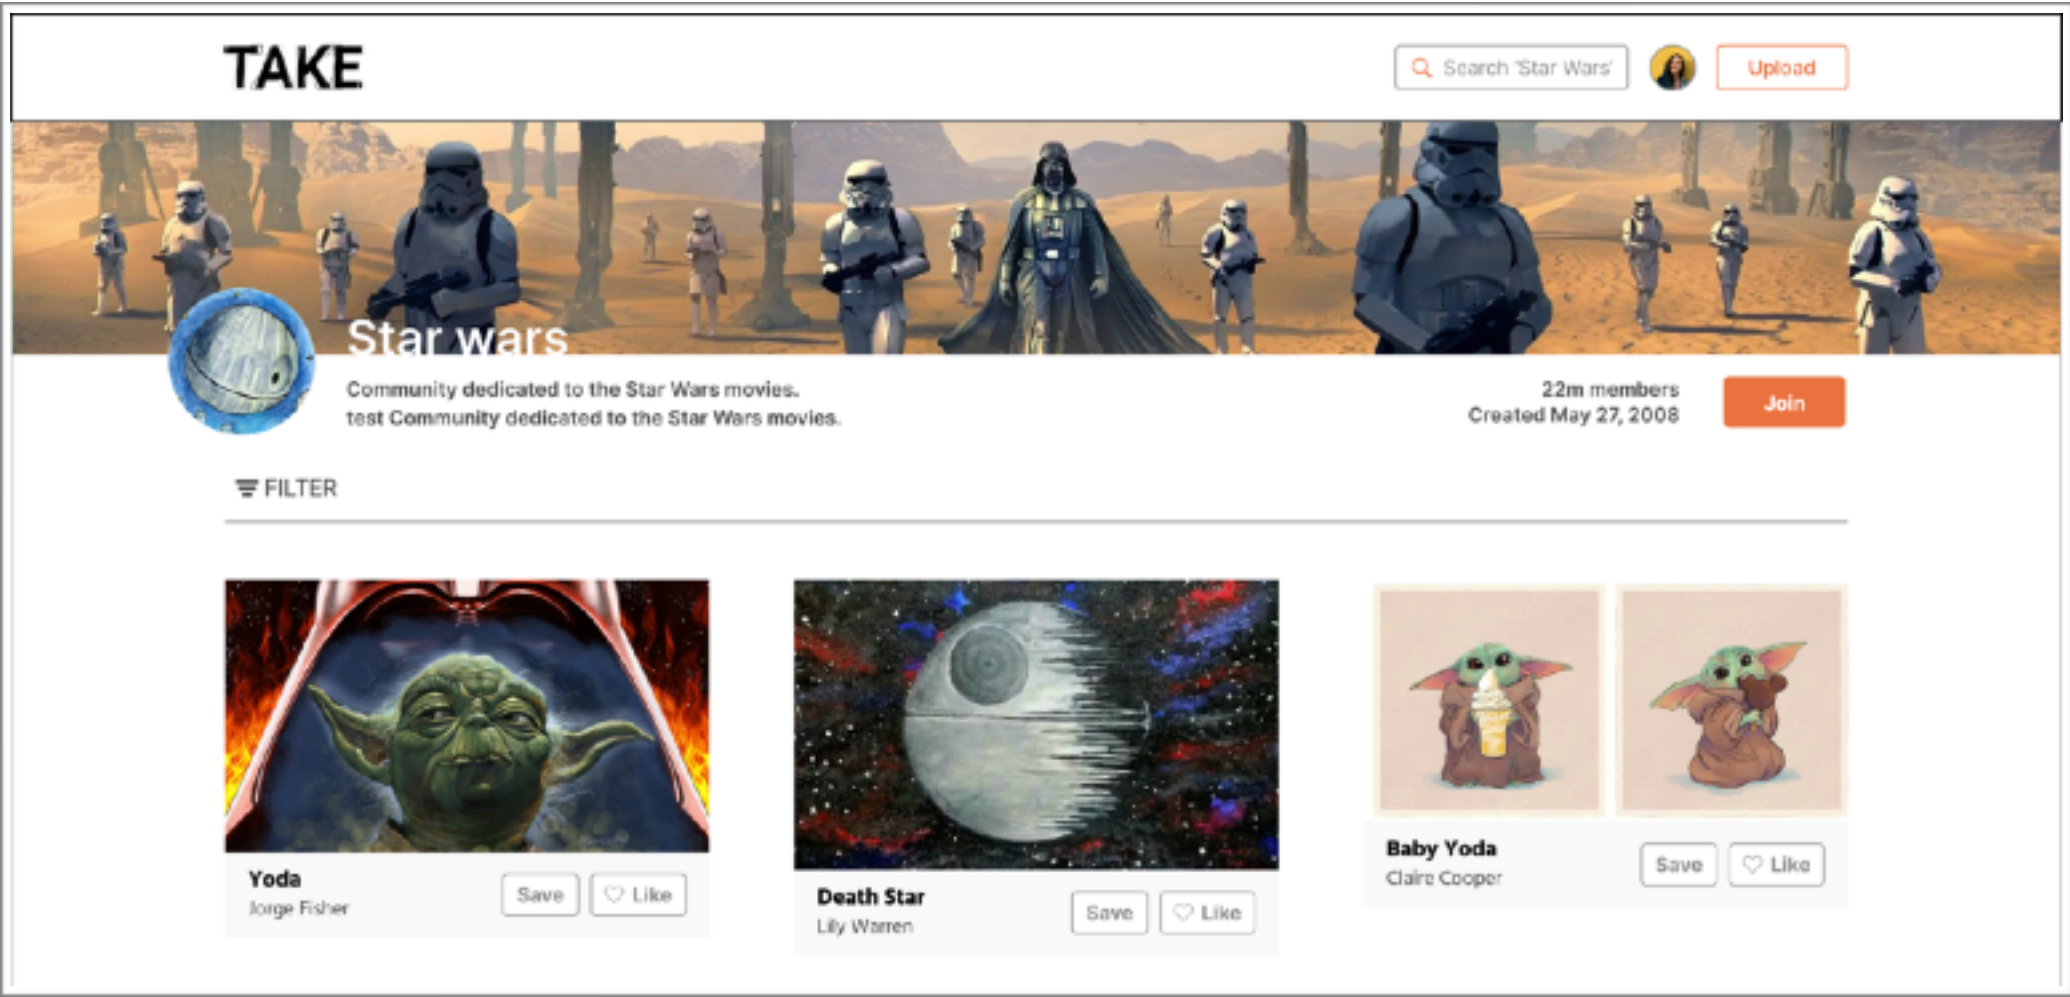 TAKE
Search 'Star Wars'
Upload
Star wars
Community dedicated to the Star Wars movies.
test Community dedicated to the Star Wars movies.
22m members
Created May 27, 2008
Join
FILTER
Yoda
Jorge Fisher
Save
Like
Death Star
Lily Warren
Save
Like
Baby Yoda
Claire Cooper
Save
Like